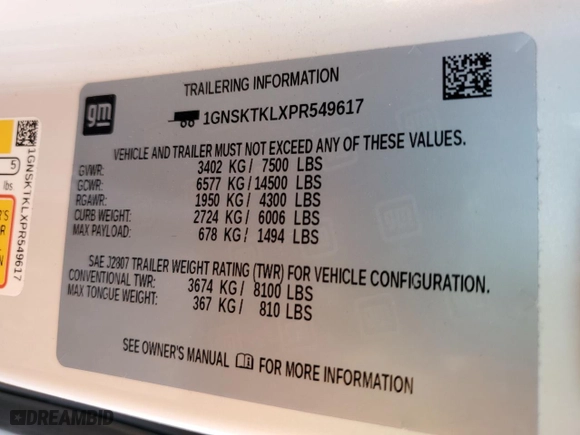 TRAILERING INFORMATION
gm
1GNSKTKLXPR549617
VEHICLE AND TRAILER MUST NOT EXCEED ANY OF THESE VALUES.
GVWR: 3402 KG / 7500 LBS
GCWR: 6577 KG / 14500 LBS
RGAWR: 1950 KG / 4300 LBS
CURB WEIGHT: 2724 KG / 6006 LBS
MAX PAYLOAD: 678 KG / 1494 LBS
SAE J2807 TRAILER WEIGHT RATING (TWR) FOR VEHICLE CONFIGURATION.
CONVENTIONAL TWR: 3674 KG / 8100 LBS
MAX TONGUE WEIGHT: 367 KG / 810 LBS
SEE OWNER'S MANUAL FOR MORE INFORMATION
1GNSKTKLXPR549617
5
lbs
DREAMBID